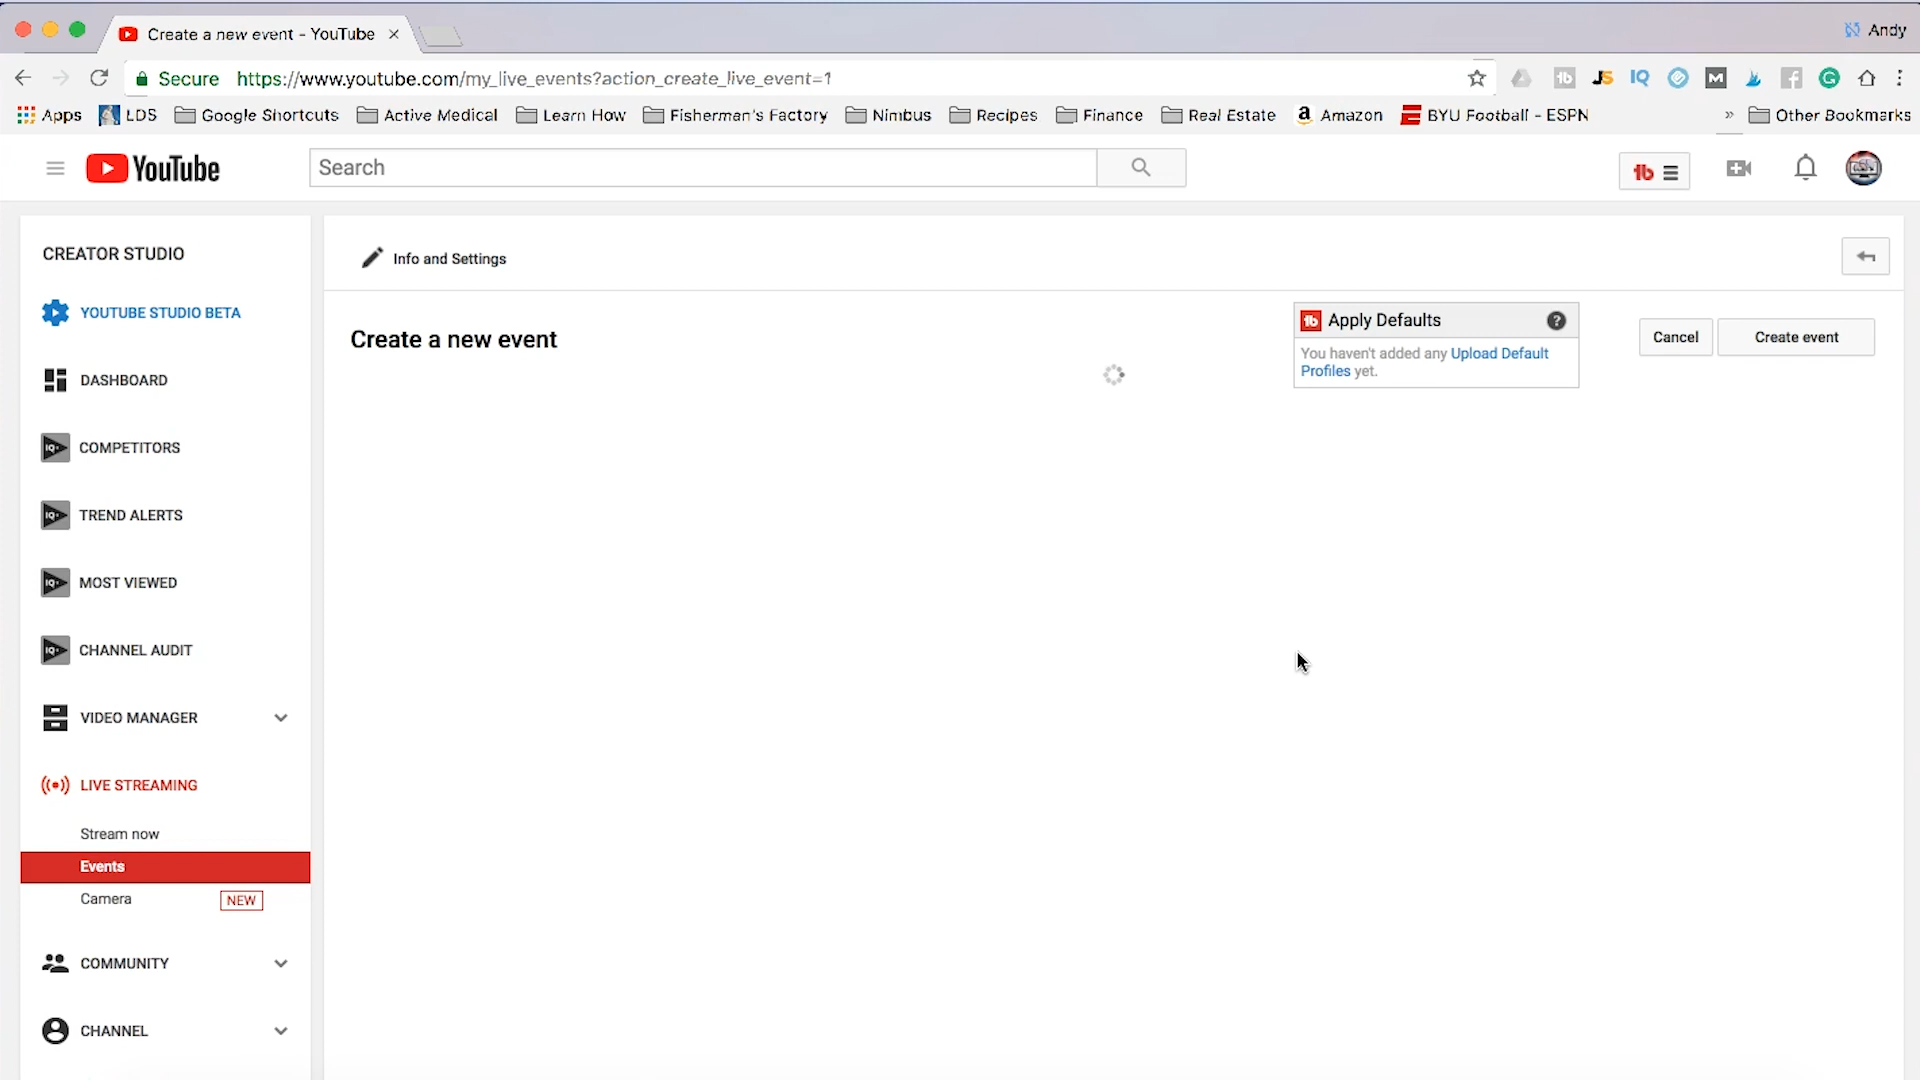 Create a new event - YouTube
Andy
Secure https://www.youtube.com/my_live_events?action_create_live_event=1
Apps LDS Google Shortcuts Active Medical Learn How Fisherman's Factory Nimbus Recipes Finance Real Estate Amazon BYU Football - ESPN » Other Bookmarks
YouTube
Search
CREATOR STUDIO
YOUTUBE STUDIO BETA
DASHBOARD
COMPETITORS
TREND ALERTS
MOST VIEWED
CHANNEL AUDIT
VIDEO MANAGER
LIVE STREAMING
Stream now
Events
Camera NEW
COMMUNITY
CHANNEL
Info and Settings
Create a new event
Apply Defaults
You haven't added any Upload Default
Profiles yet.
Cancel Create event